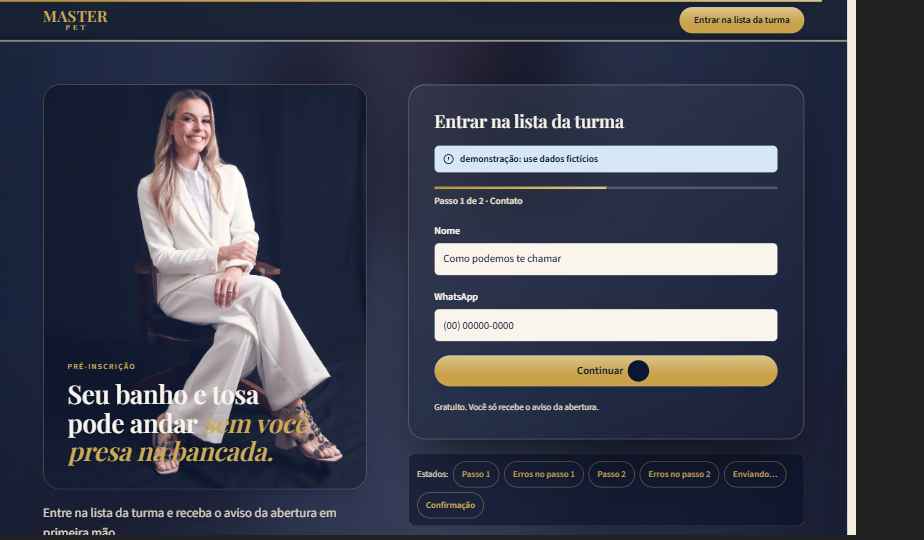 MASTER
PET
Entrar na lista da turma
PRÉ-INSCRIÇÃO
Seu banho e tosa
pode andar sem você
presa na bancada.
Entre na lista da turma e receba o aviso da abertura em
primeira mão
Entrar na lista da turma
demonstração: use dados fictícios
Passo 1 de 2 · Contato
Nome
Como podemos te chamar
WhatsApp
(00) 00000-0000
Continuar
Gratuito. Você só recebe o aviso da abertura.
Estados:
Passo 1
Erros no passo 1
Passo 2
Erros no passo 2
Enviando...
Confirmação